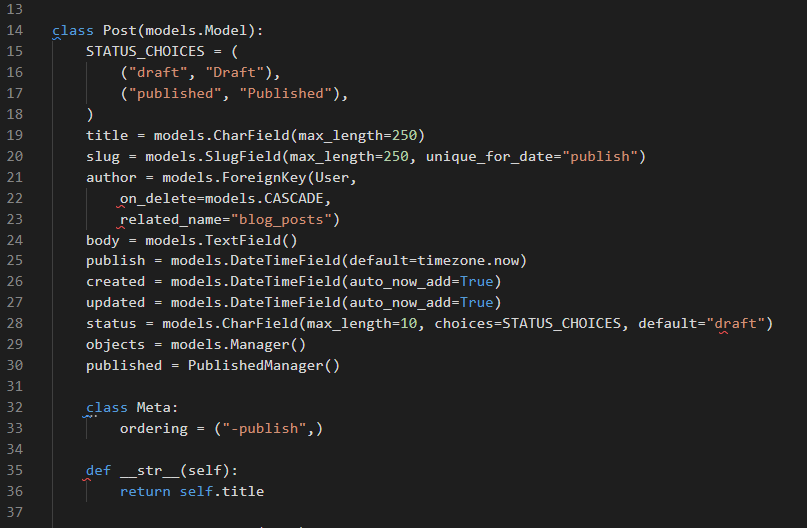 13
14 class Post(models.Model):
15     STATUS_CHOICES = (
16         ("draft", "Draft"),
17         ("published", "Published"),
18     )
19     title = models.CharField(max_length=250)
20     slug = models.SlugField(max_length=250, unique_for_date="publish")
21     author = models.ForeignKey(User,
22         on_delete=models.CASCADE,
23         related_name="blog_posts")
24     body = models.TextField()
25     publish = models.DateTimeField(default=timezone.now)
26     created = models.DateTimeField(auto_now_add=True)
27     updated = models.DateTimeField(auto_now_add=True)
28     status = models.CharField(max_length=10, choices=STATUS_CHOICES, default="draft")
29     objects = models.Manager()
30     published = PublishedManager()
31
32     class Meta:
33         ordering = ("-publish",)
34
35     def __str__(self):
36         return self.title
37